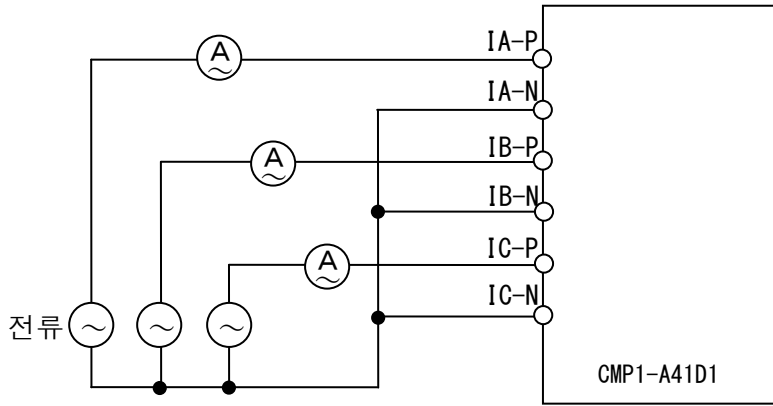 A
IA-P
IA-N
A
IB-P
IB-N
A
IC-P
IC-N
전류
CMP1-A41D1